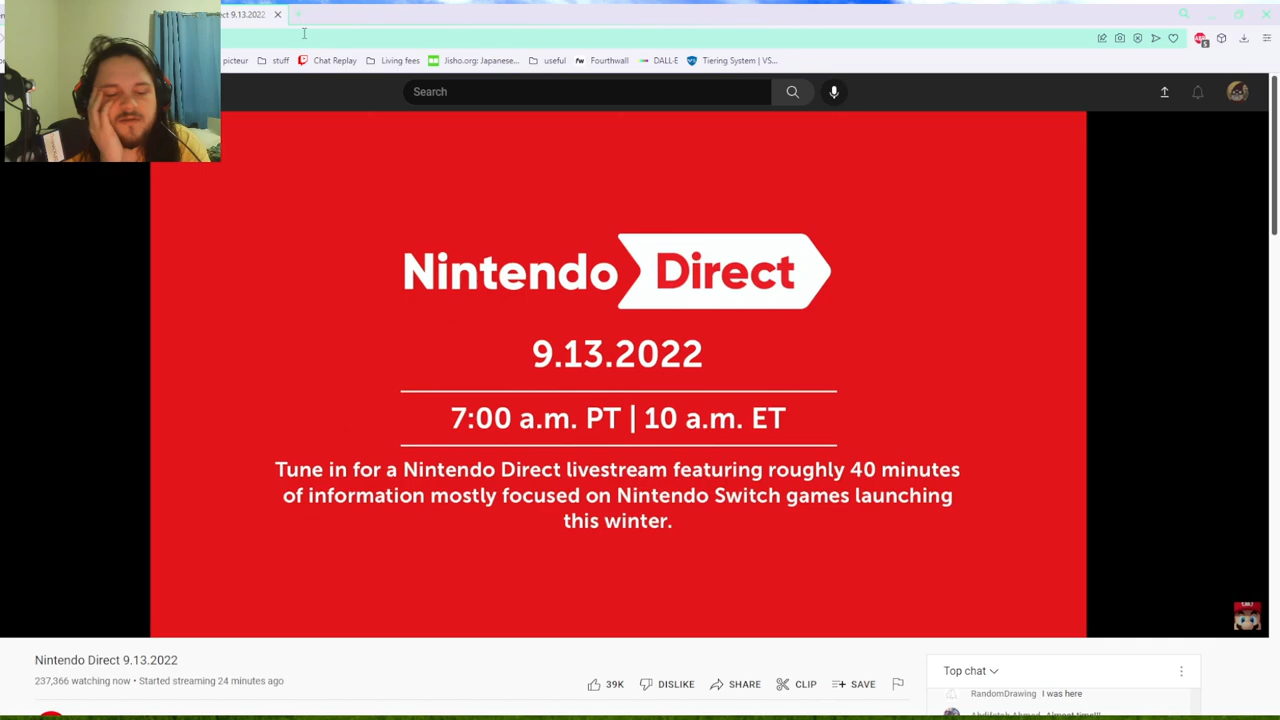 ct 9.13.2022
picteur
stuff
Chat Replay
Living fees
Jisho.org: Japanese...
useful
fw Fourthwall
DALL-E
Tiering System | VS...
ABP
5
Search
Nintendo Direct
9.13.2022
7:00 a.m. PT | 10 a.m. ET
Tune in for a Nintendo Direct livestream featuring roughly 40 minutes
of information mostly focused on Nintendo Switch games launching
this winter.
Nintendo Direct 9.13.2022
237,366 watching now • Started streaming 24 minutes ago
39K
DISLIKE
SHARE
CLIP
SAVE
Top chat
RandomDrawing I was here